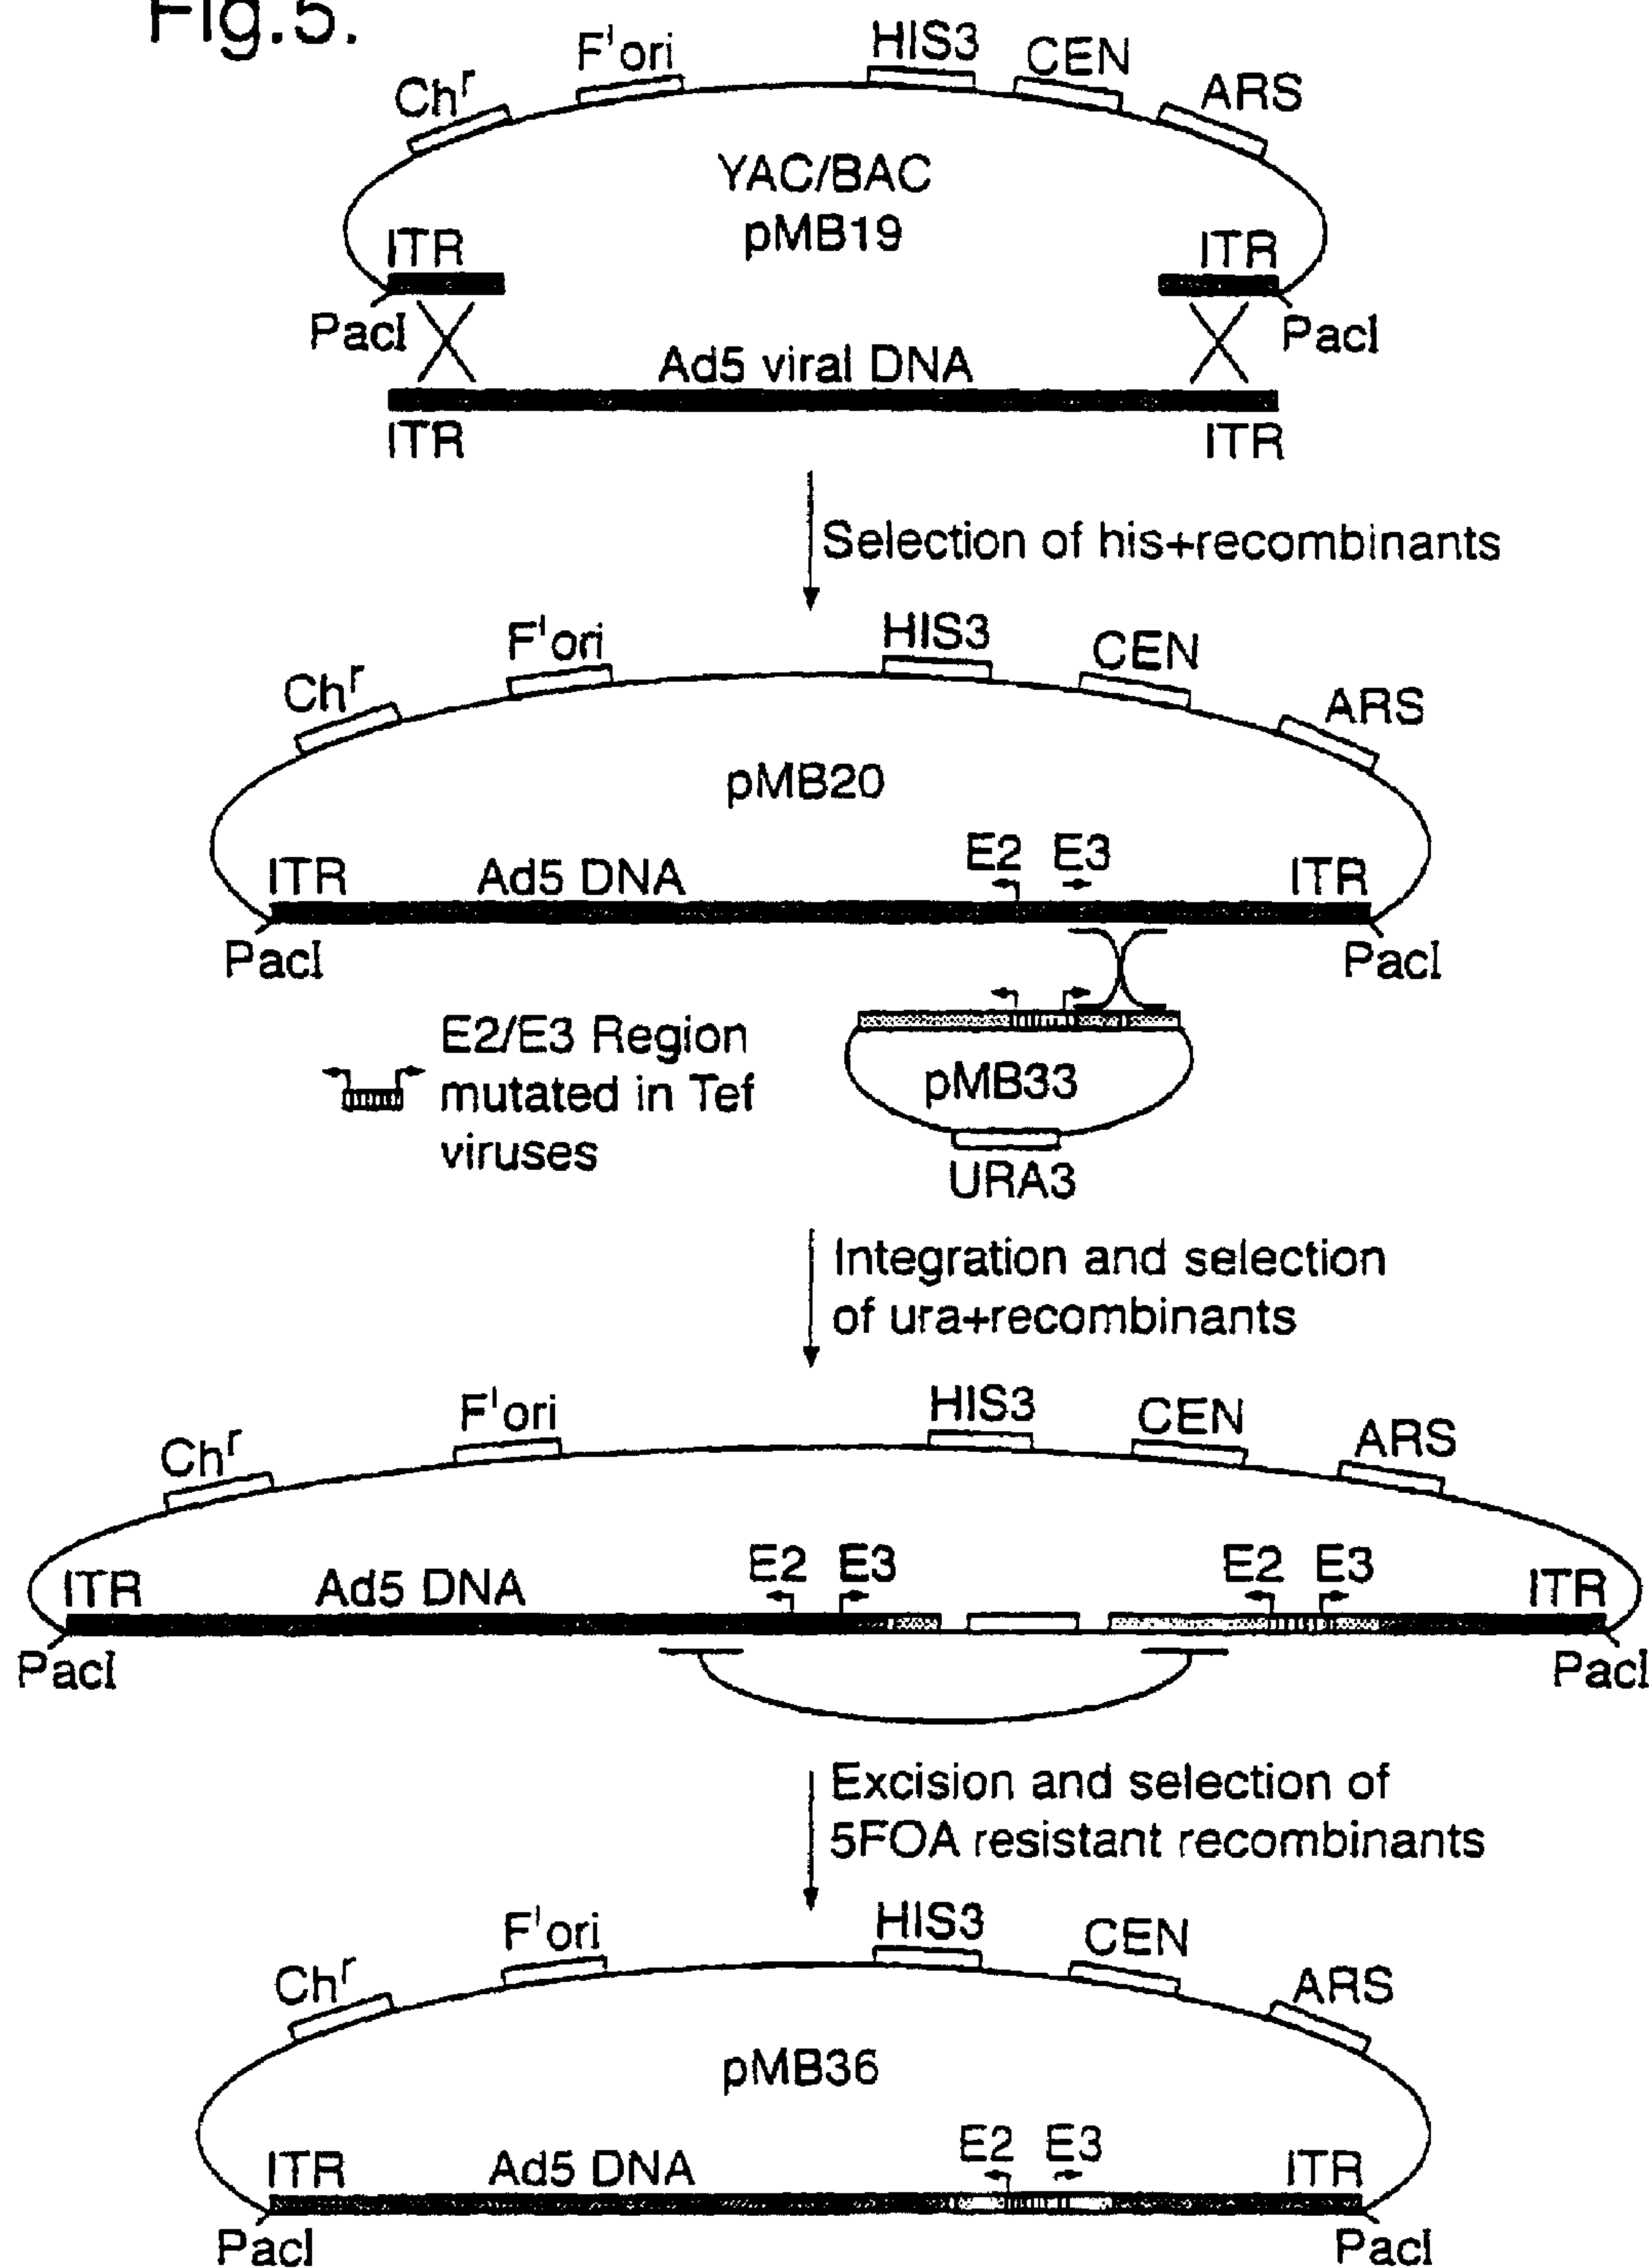 Fig.5.
Chʳ
F'ori
HIS3
CEN
ARS
YAC/BAC
pMB19
ITR
ITR
PacI
PacI
Ad5 viral DNA
ITR
ITR
Selection of his+recombinants
Chʳ
F'ori
HIS3
CEN
ARS
pMB20
ITR
Ad5 DNA
E2
E3
ITR
PacI
PacI
E2/E3 Region
mutated in Tef
viruses
pMB33
URA3
Integration and selection
of ura+recombinants
Chʳ
F'ori
HIS3
CEN
ARS
ITR
Ad5 DNA
E2
E3
E2
E3
ITR
PacI
PacI
Excision and selection of
5FOA resistant recombinants
Chʳ
F'ori
HIS3
CEN
ARS
pMB36
ITR
Ad5 DNA
E2
E3
ITR
PacI
PacI